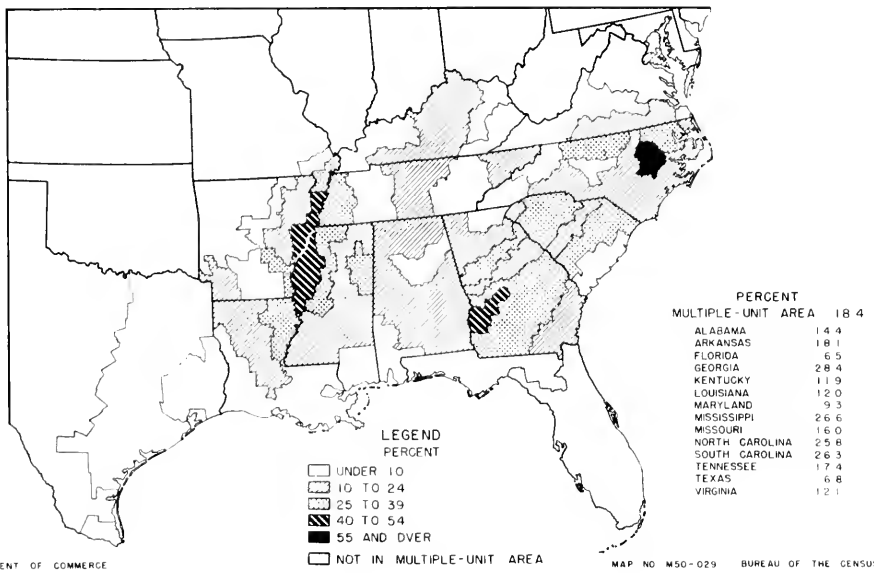 PERCENT
MULTIPLE-UNIT AREA 18 4
ALABAMA 14 4
ARKANSAS 18 1
FLORIDA 6 5
GEORGIA 28 4
KENTUCKY 11 9
LOUISIANA 12 0
MARYLAND 9 3
MISSISSIPPI 26 6
MISSOURI 16 0
NORTH CAROLINA 25 8
SOUTH CAROLINA 26 3
TENNESSEE 17 4
TEXAS 6 8
VIRGINIA 12 1
LEGEND
PERCENT
UNDER 10
10 TO 24
25 TO 39
40 TO 54
55 AND OVER
NOT IN MULTIPLE-UNIT AREA
ENT OF COMMERCE MAP NO M50-029 BUREAU OF THE CENSUS